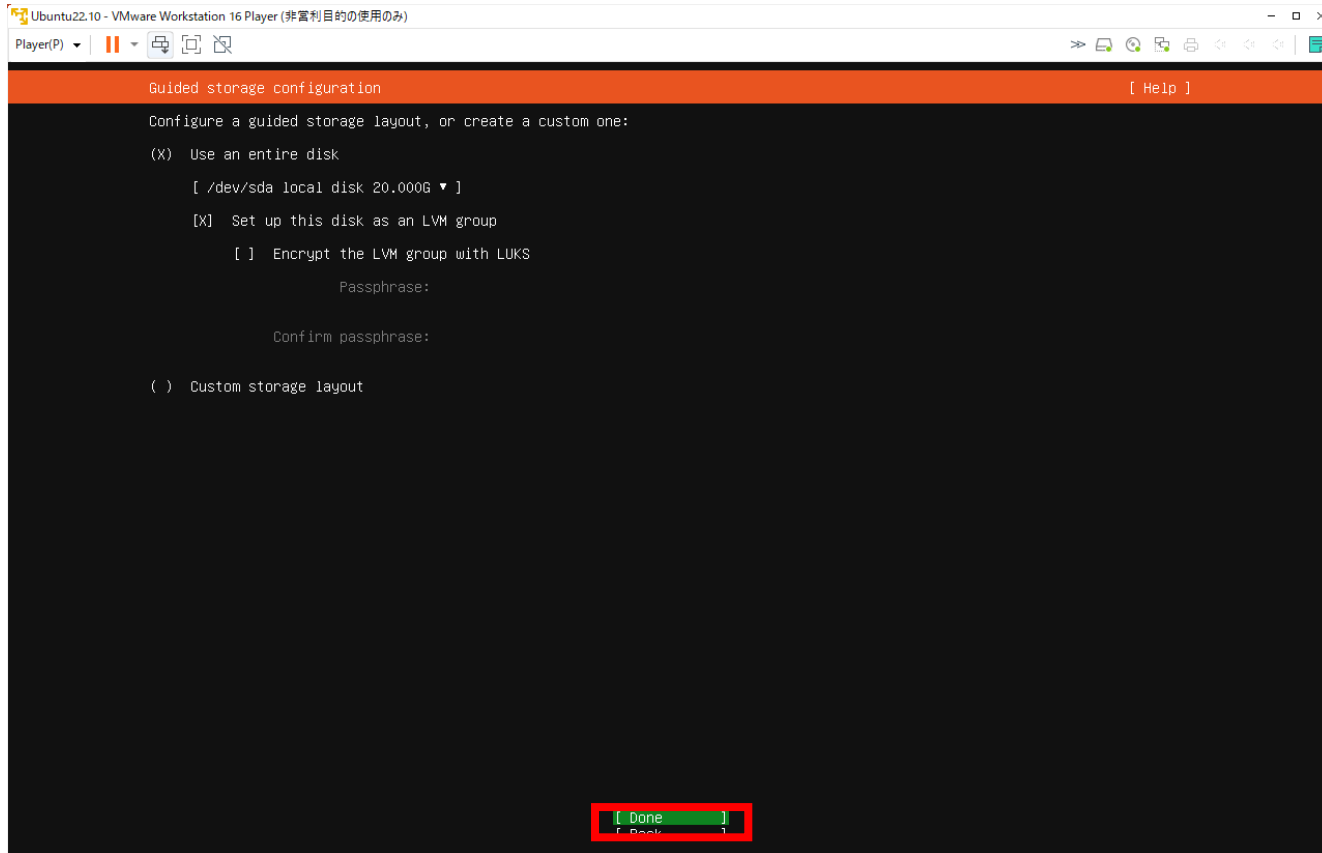 Ubuntu22.10 - VMware Workstation 16 Player (非営利目的の使用のみ)
Player(P)
Guided storage configuration [ Help ]
Configure a guided storage layout, or create a custom one:
(X) Use an entire disk
[ /dev/sda local disk 20.000G ▾ ]
[X] Set up this disk as an LVM group
[ ] Encrypt the LVM group with LUKS
Passphrase:
Confirm passphrase:
( ) Custom storage layout
[ Done ]
[ Back ]